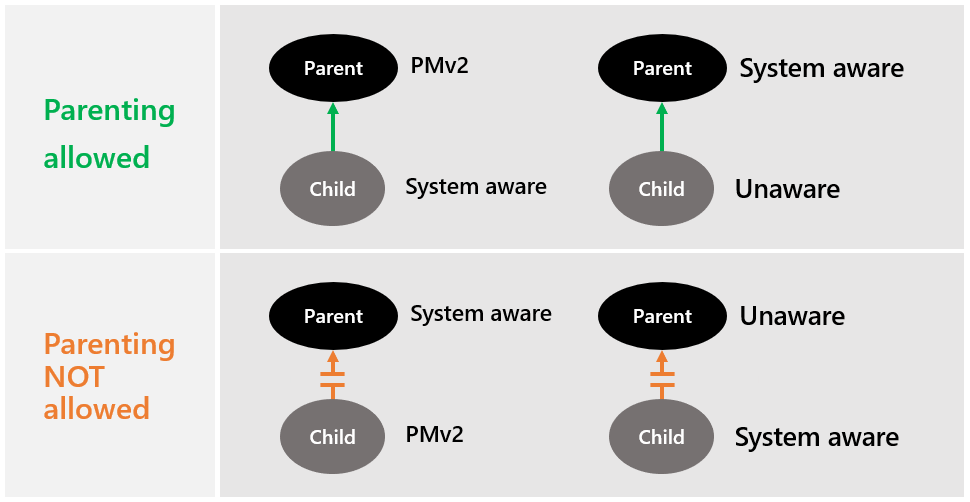 Parenting
allowed
Parent
PMv2
Child
System aware
Parent
System aware
Child
Unaware
Parenting
NOT
allowed
Parent
System aware
Child
PMv2
Parent
Unaware
Child
System aware